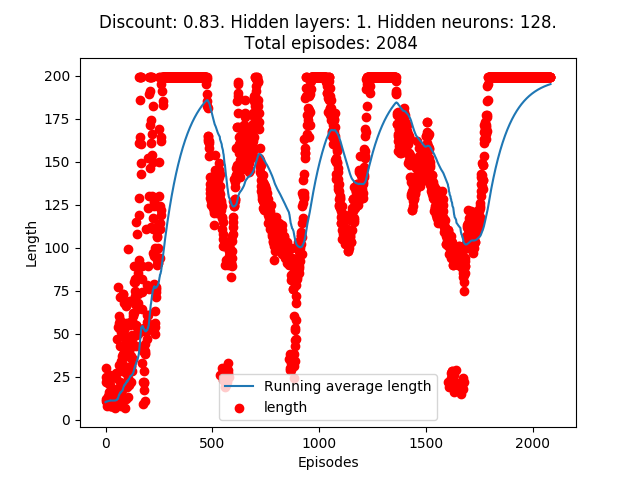 Discount: 0.83. Hidden layers: 1. Hidden neurons: 128.
Total episodes: 2084
200
175
150
125
100
75
50
25
0
Length
Running average length
length
0
500
1000
1500
2000
Episodes